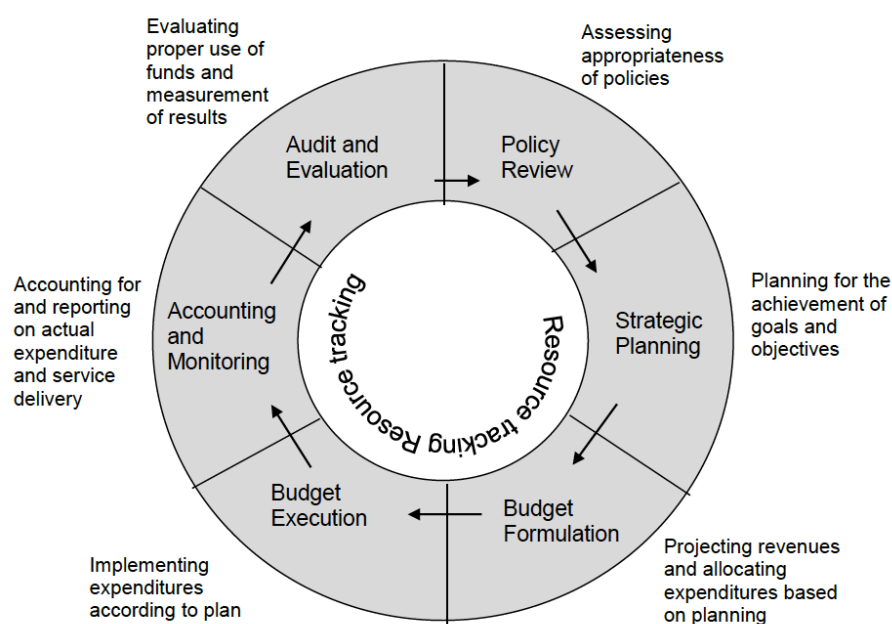 Evaluating
proper use of
funds and
measurement
of results
Assessing
appropriateness
of policies
Audit and
Evaluation
Policy
Review
Accounting for
and reporting
on actual
expenditure
and service
delivery
Accounting
and
Monitoring
Strategic
Planning
Planning for the
achievement of
goals and
objectives
Resource tracking Resource tracking
Budget
Execution
Budget
Formulation
Implementing
expenditures
according to plan
Projecting revenues
and allocating
expenditures based
on planning